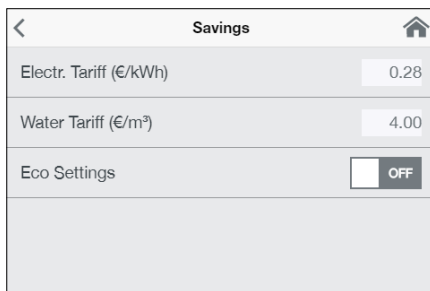 Savings
Electr. Tariff (€/kWh) 0.28
Water Tariff (€/m³) 4.00
Eco Settings OFF